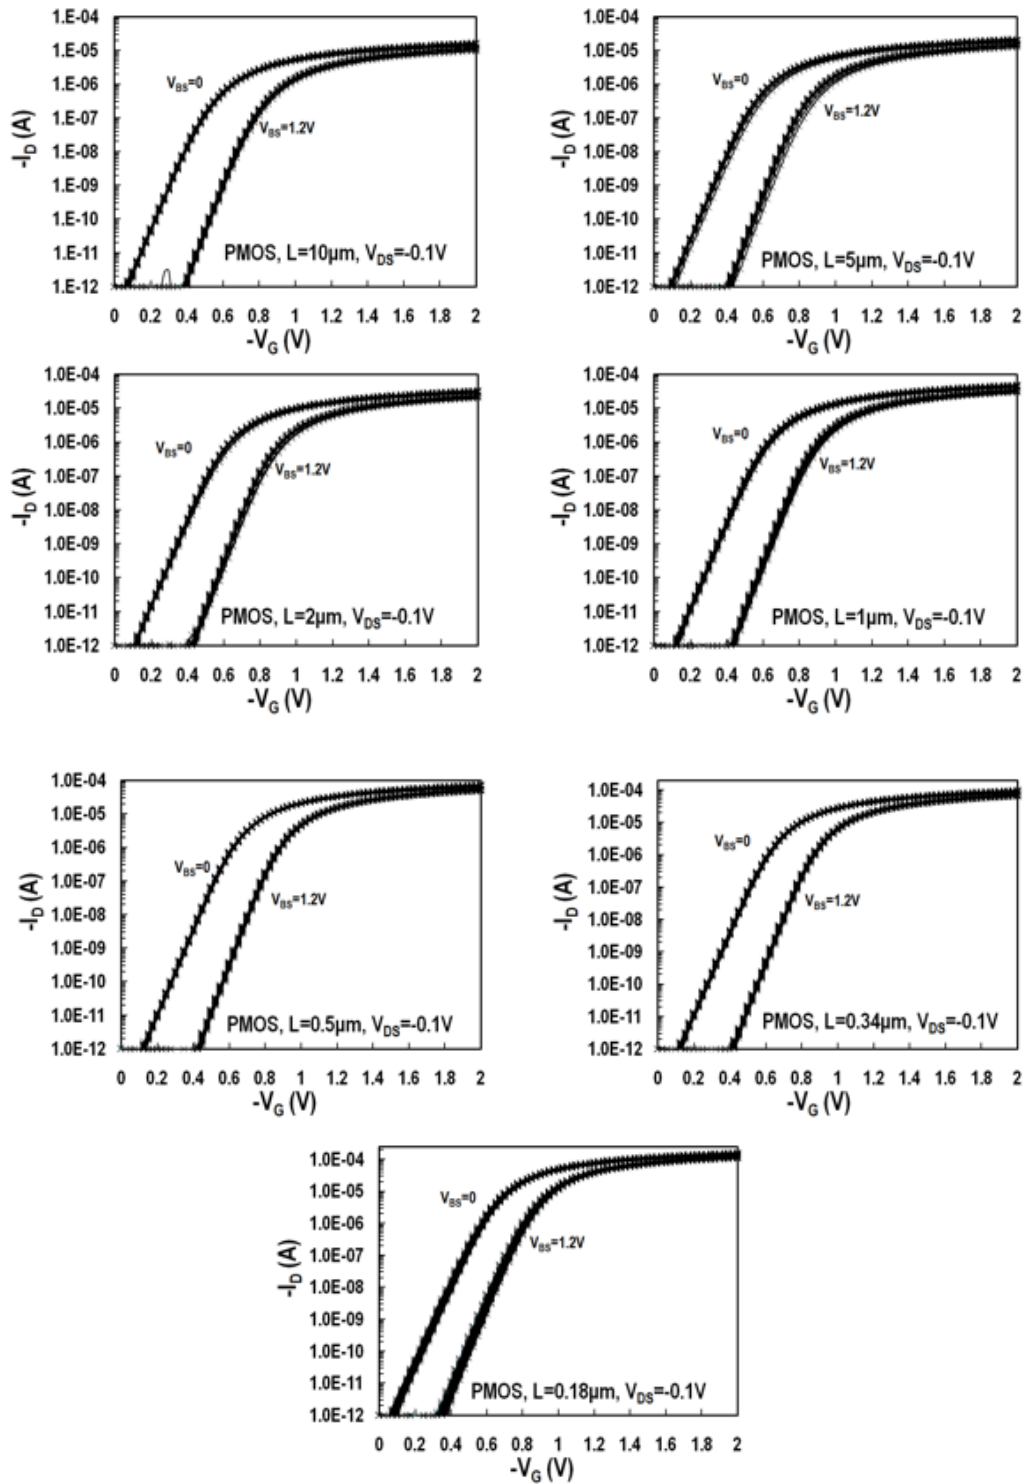 1.E-04
1.E-05
1.E-06
1.E-07
1.E-08
1.E-09
1.E-10
1.E-11
1.E-12
-I_D (A)
V_BS=0
V_BS=1.2V
PMOS, L=10µm, V_DS=-0.1V
0 0.2 0.4 0.6 0.8 1 1.2 1.4 1.6 1.8 2
-V_G (V)
1.E-04
1.E-05
1.E-06
1.E-07
1.E-08
1.E-09
1.E-10
1.E-11
1.E-12
-I_D (A)
V_BS=0
V_BS=1.2V
PMOS, L=5µm, V_DS=-0.1V
0 0.2 0.4 0.6 0.8 1 1.2 1.4 1.6 1.8 2
-V_G (V)
1.0E-04
1.0E-05
1.0E-06
1.0E-07
1.0E-08
1.0E-09
1.0E-10
1.0E-11
1.0E-12
-I_D (A)
V_BS=0
V_BS=1.2V
PMOS, L=2µm, V_DS=-0.1V
0 0.2 0.4 0.6 0.8 1 1.2 1.4 1.6 1.8 2
-V_G (V)
1.0E-04
1.0E-05
1.0E-06
1.0E-07
1.0E-08
1.0E-09
1.0E-10
1.0E-11
1.0E-12
-I_D (A)
V_BS=0
V_BS=1.2V
PMOS, L=1µm, V_DS=-0.1V
0 0.2 0.4 0.6 0.8 1 1.2 1.4 1.6 1.8 2
-V_G (V)
1.0E-04
1.0E-05
1.0E-06
1.0E-07
1.0E-08
1.0E-09
1.0E-10
1.0E-11
1.0E-12
-I_D (A)
V_BS=0
V_BS=1.2V
PMOS, L=0.5µm, V_DS=-0.1V
0 0.2 0.4 0.6 0.8 1 1.2 1.4 1.6 1.8 2
-V_G (V)
1.0E-04
1.0E-05
1.0E-06
1.0E-07
1.0E-08
1.0E-09
1.0E-10
1.0E-11
1.0E-12
-I_D (A)
V_BS=0
V_BS=1.2V
PMOS, L=0.34µm, V_DS=-0.1V
0 0.2 0.4 0.6 0.8 1 1.2 1.4 1.6 1.8 2
-V_G (V)
1.0E-04
1.0E-05
1.0E-06
1.0E-07
1.0E-08
1.0E-09
1.0E-10
1.0E-11
1.0E-12
-I_D (A)
V_BS=0
V_BS=1.2V
PMOS, L=0.18µm, V_DS=-0.1V
0 0.2 0.4 0.6 0.8 1 1.2 1.4 1.6 1.8 2
-V_G (V)